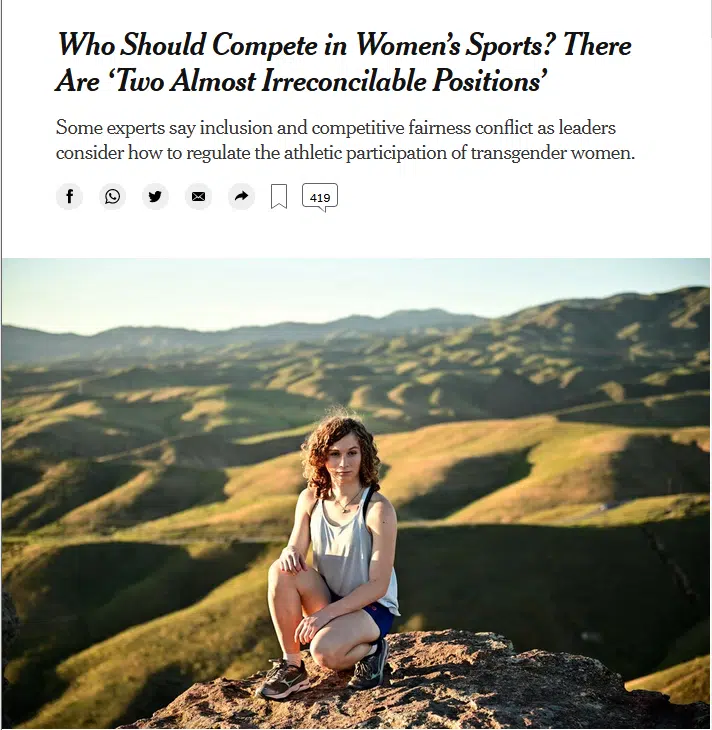 Who Should Compete in Women’s Sports? There
Are ‘Two Almost Irreconcilable Positions’
Some experts say inclusion and competitive fairness conflict as leaders
consider how to regulate the athletic participation of transgender women.
419